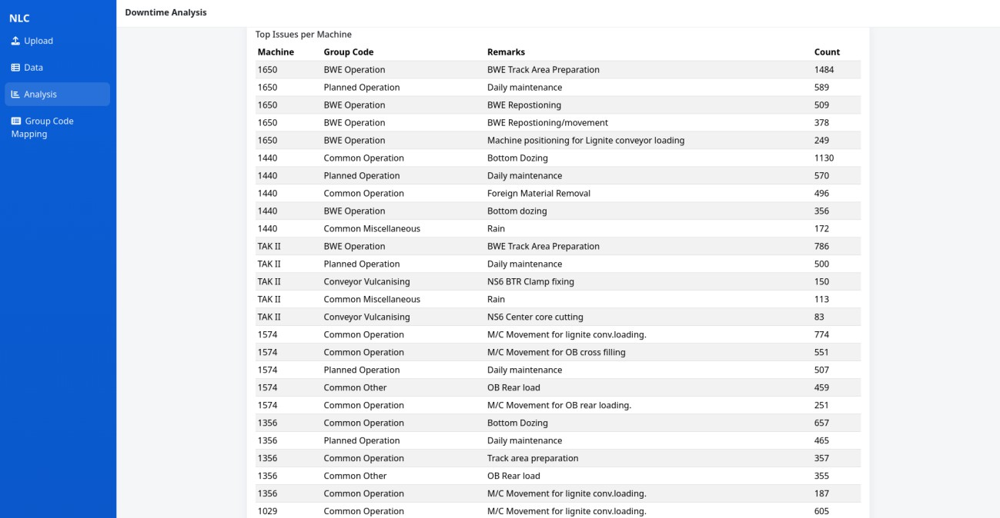 NLC
Upload
Data
Analysis
Group Code
Mapping
Downtime Analysis
Top Issues per Machine
Machine Group Code Remarks Count
1650 BWE Operation BWE Track Area Preparation 1484
1650 Planned Operation Daily maintenance 589
1650 BWE Operation BWE Repostioning 509
1650 BWE Operation BWE Repostioning/movement 378
1650 BWE Operation Machine positioning for Lignite conveyor loading 249
1440 Common Operation Bottom Dozing 1130
1440 Planned Operation Daily maintenance 570
1440 Common Operation Foreign Material Removal 496
1440 BWE Operation Bottom dozing 356
1440 Common Miscellaneous Rain 172
TAK II BWE Operation BWE Track Area Preparation 786
TAK II Planned Operation Daily maintenance 500
TAK II Conveyor Vulcanising NS6 BTR Clamp fixing 150
TAK II Common Miscellaneous Rain 113
TAK II Conveyor Vulcanising NS6 Center core cutting 83
1574 Common Operation M/C Movement for lignite conv.loading. 774
1574 Common Operation M/C Movement for OB cross filling 551
1574 Planned Operation Daily maintenance 507
1574 Common Other OB Rear load 459
1574 Common Operation M/C Movement for OB rear loading. 251
1356 Common Operation Bottom Dozing 657
1356 Planned Operation Daily maintenance 465
1356 Common Operation Track area preparation 357
1356 Common Other OB Rear load 355
1356 Common Operation M/C Movement for lignite conv.loading. 187
1029 Common Operation M/C Movement for lignite conv.loading. 605